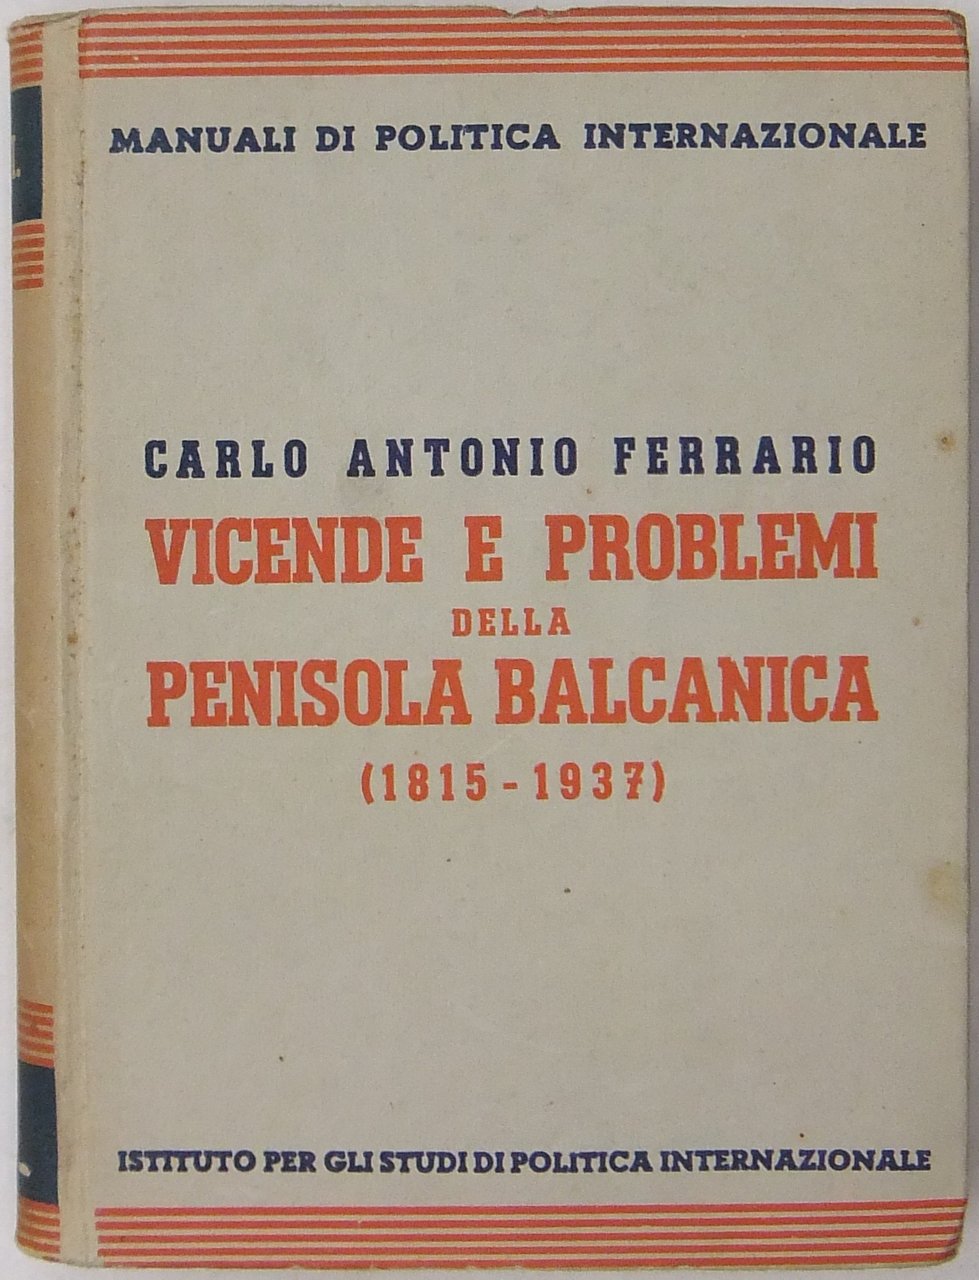 MANUALI DI POLITICA INTERNAZIONALE
CARLO ANTONIO FERRARIO
VICENDE E PROBLEMI
DELLA
PENISOLA BALCANICA
(1815 - 1937)
ISTITUTO PER GLI STUDI DI POLITICA INTERNAZIONALE